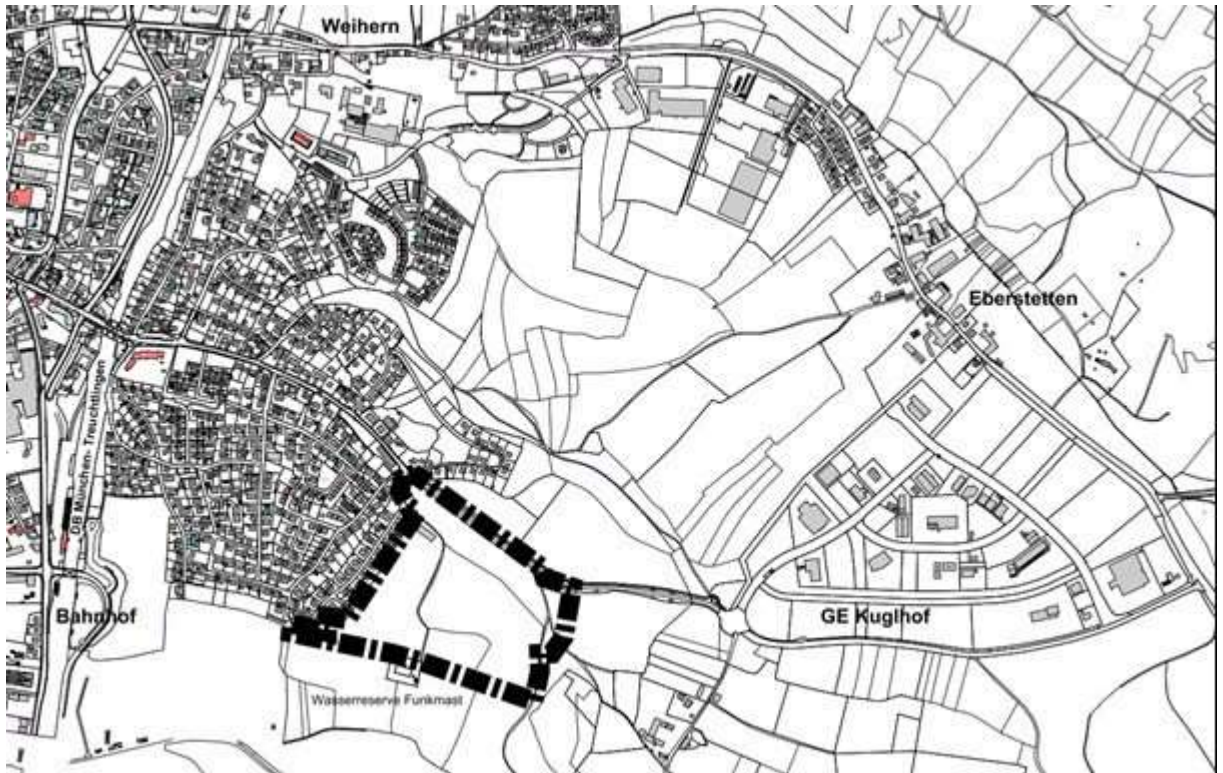 Weihern
Eberstetten
DB München- Treuchtlingen
Bahnhof
GE Kuglhof
Wasserreserve Funkmast